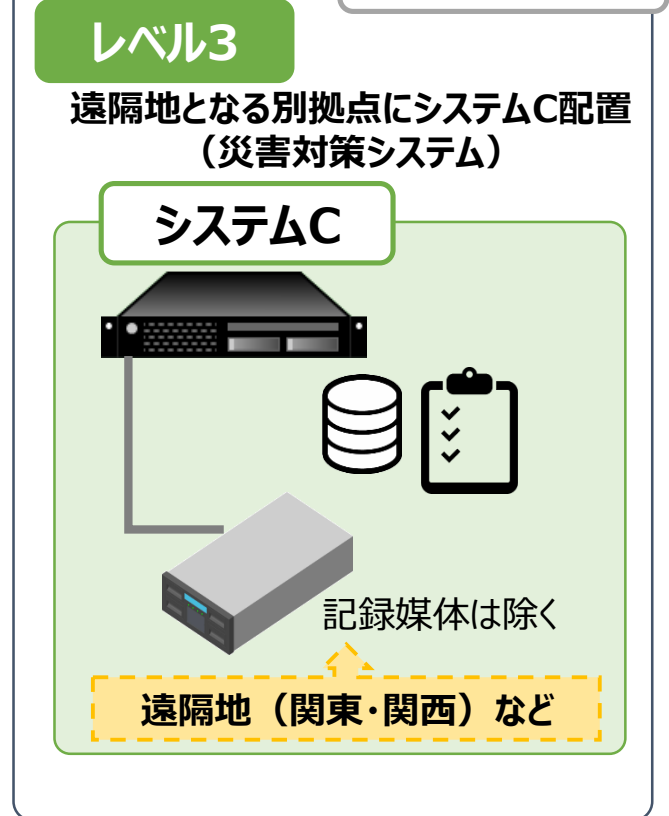 レベル3
遠隔地となる別拠点にシステムC配置
（災害対策システム）
システムC
記録媒体は除く
遠隔地（関東･関西）など